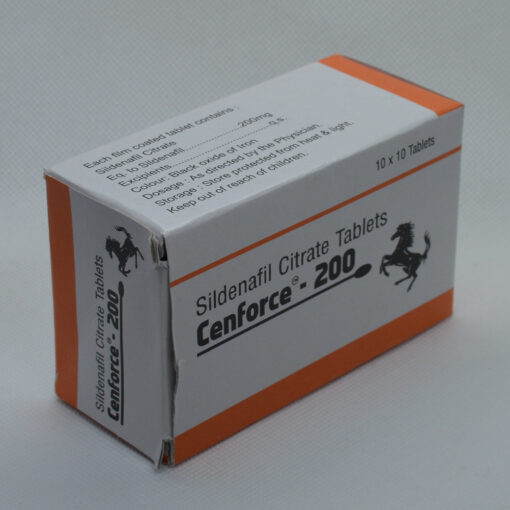 Each film coated tablet contains :
Sildenafil Citrate
Eq. to Sildenafil..............................200mg
Excipients......................................q.s.
Colour: Black oxide of Iron
Dosage : As directed by the Physician.
Storage : Store protected from heat & light.
Keep out of reach of children.
10 x 10 Tablets
Sildenafil Citrate Tablets
Cenforce® - 200
Sildenafil Citrate Tablets
Cenforce® - 200